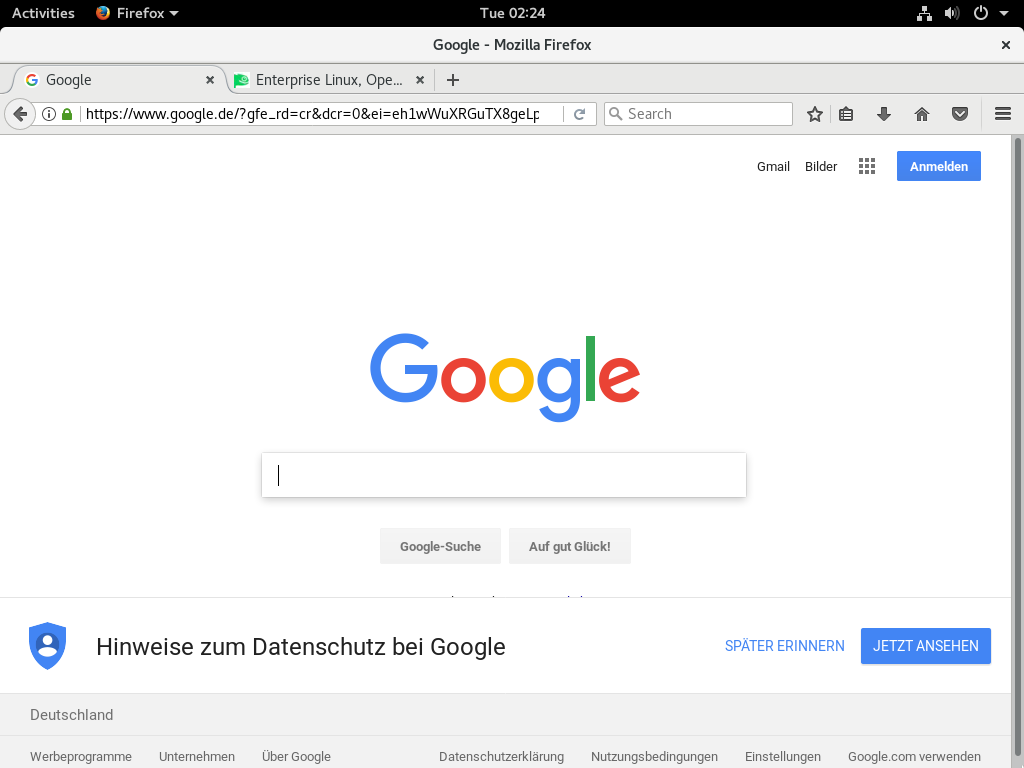 Activities Firefox Tue 02:24
Google - Mozilla Firefox
Google Enterprise Linux, Ope...
https://www.google.de/?gfe_rd=cr&dcr=0&ei=eh1wWuXRGuTX8geLp Search
Gmail Bilder Anmelden
Google
Google-Suche Auf gut Glück!
Hinweise zum Datenschutz bei Google SPÄTER ERINNERN JETZT ANSEHEN
Deutschland
Werbeprogramme Unternehmen Über Google Datenschutzerklärung Nutzungsbedingungen Einstellungen Google.com verwenden